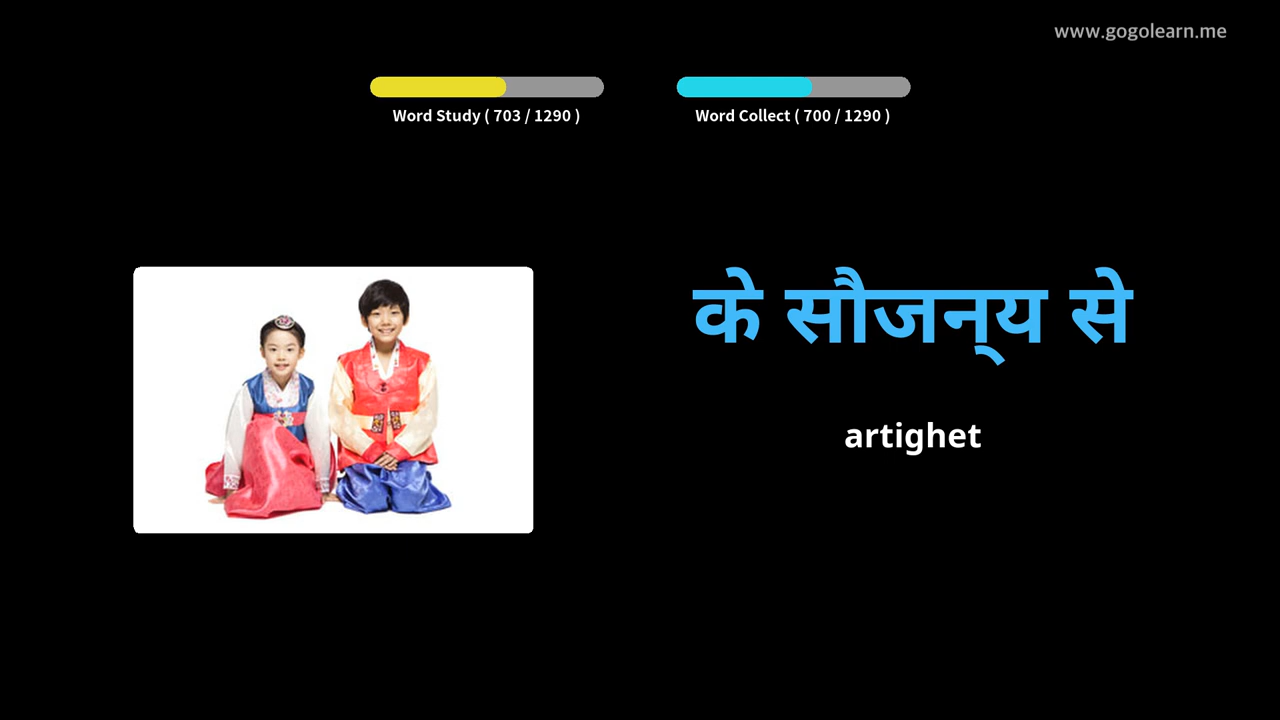 www.gogolearn.me
Word Study ( 703 / 1290 )
Word Collect ( 700 / 1290 )
के सौजन्य से
artighet